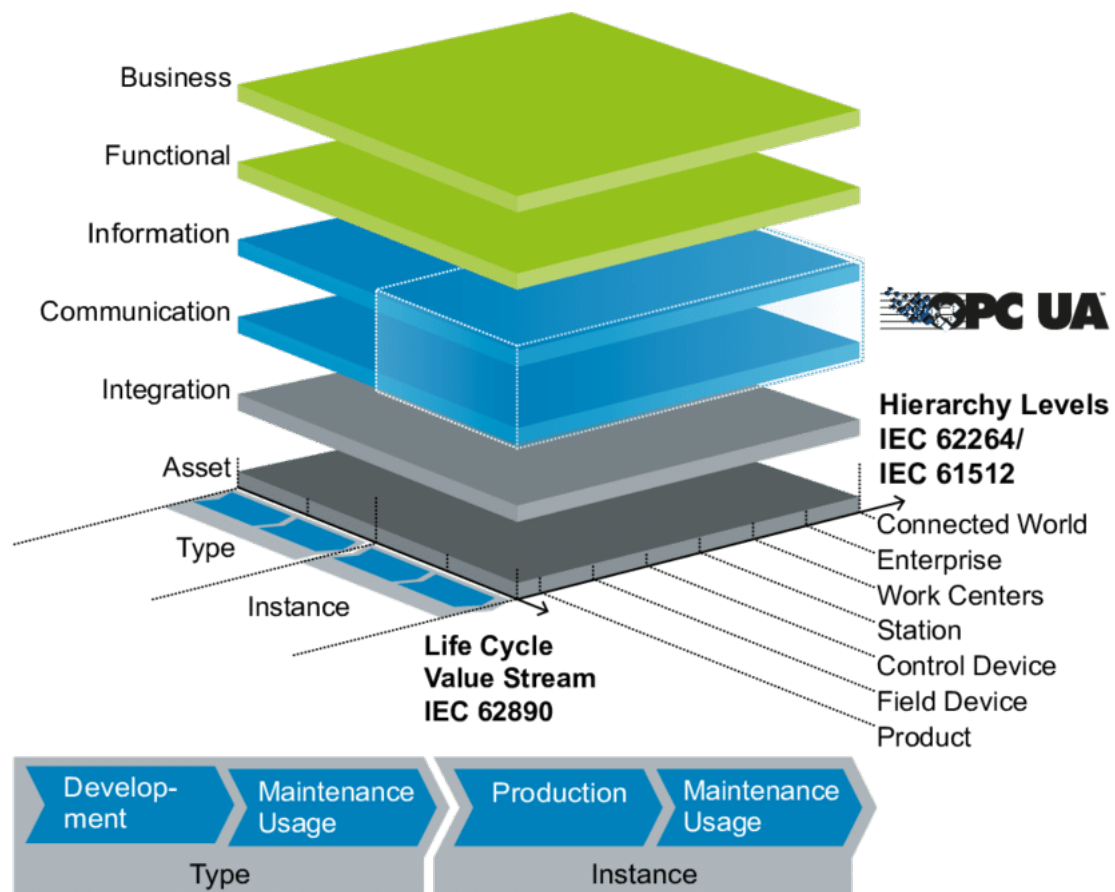 Business
Functional
Information
Communication
Integration
Asset
OPC UA
Hierarchy Levels
IEC 62264/
IEC 61512
Connected World
Enterprise
Work Centers
Station
Control Device
Field Device
Product
Type
Instance
Life Cycle
Value Stream
IEC 62890
Develop-
ment
Maintenance
Usage
Production
Maintenance
Usage
Type
Instance